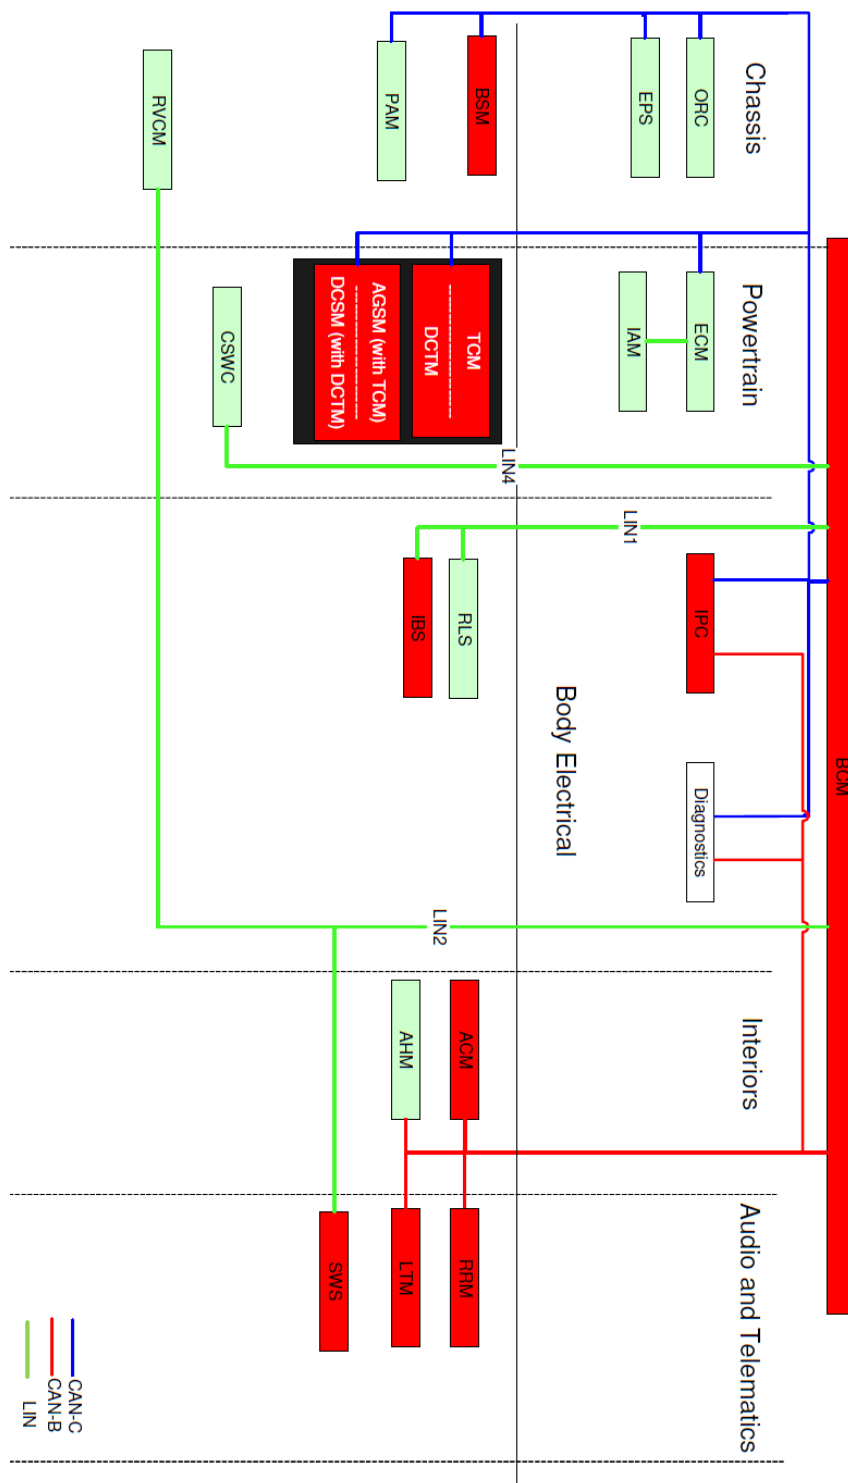 BCM
Chassis
Powertrain
Body Electrical
Interiors
Audio and Telematics
ORC
EPS
BSM
PAM
RVCM
ECM
IAM
TCM
DCTM
AGSM (with TCM)
DCSM (with DCTM)
CSWC
LIN4
LIN1
IPC
RLS
IBS
Diagnostics
LIN2
ACM
AHM
RRM
LTM
SWS
CAN-C
CAN-B
LIN